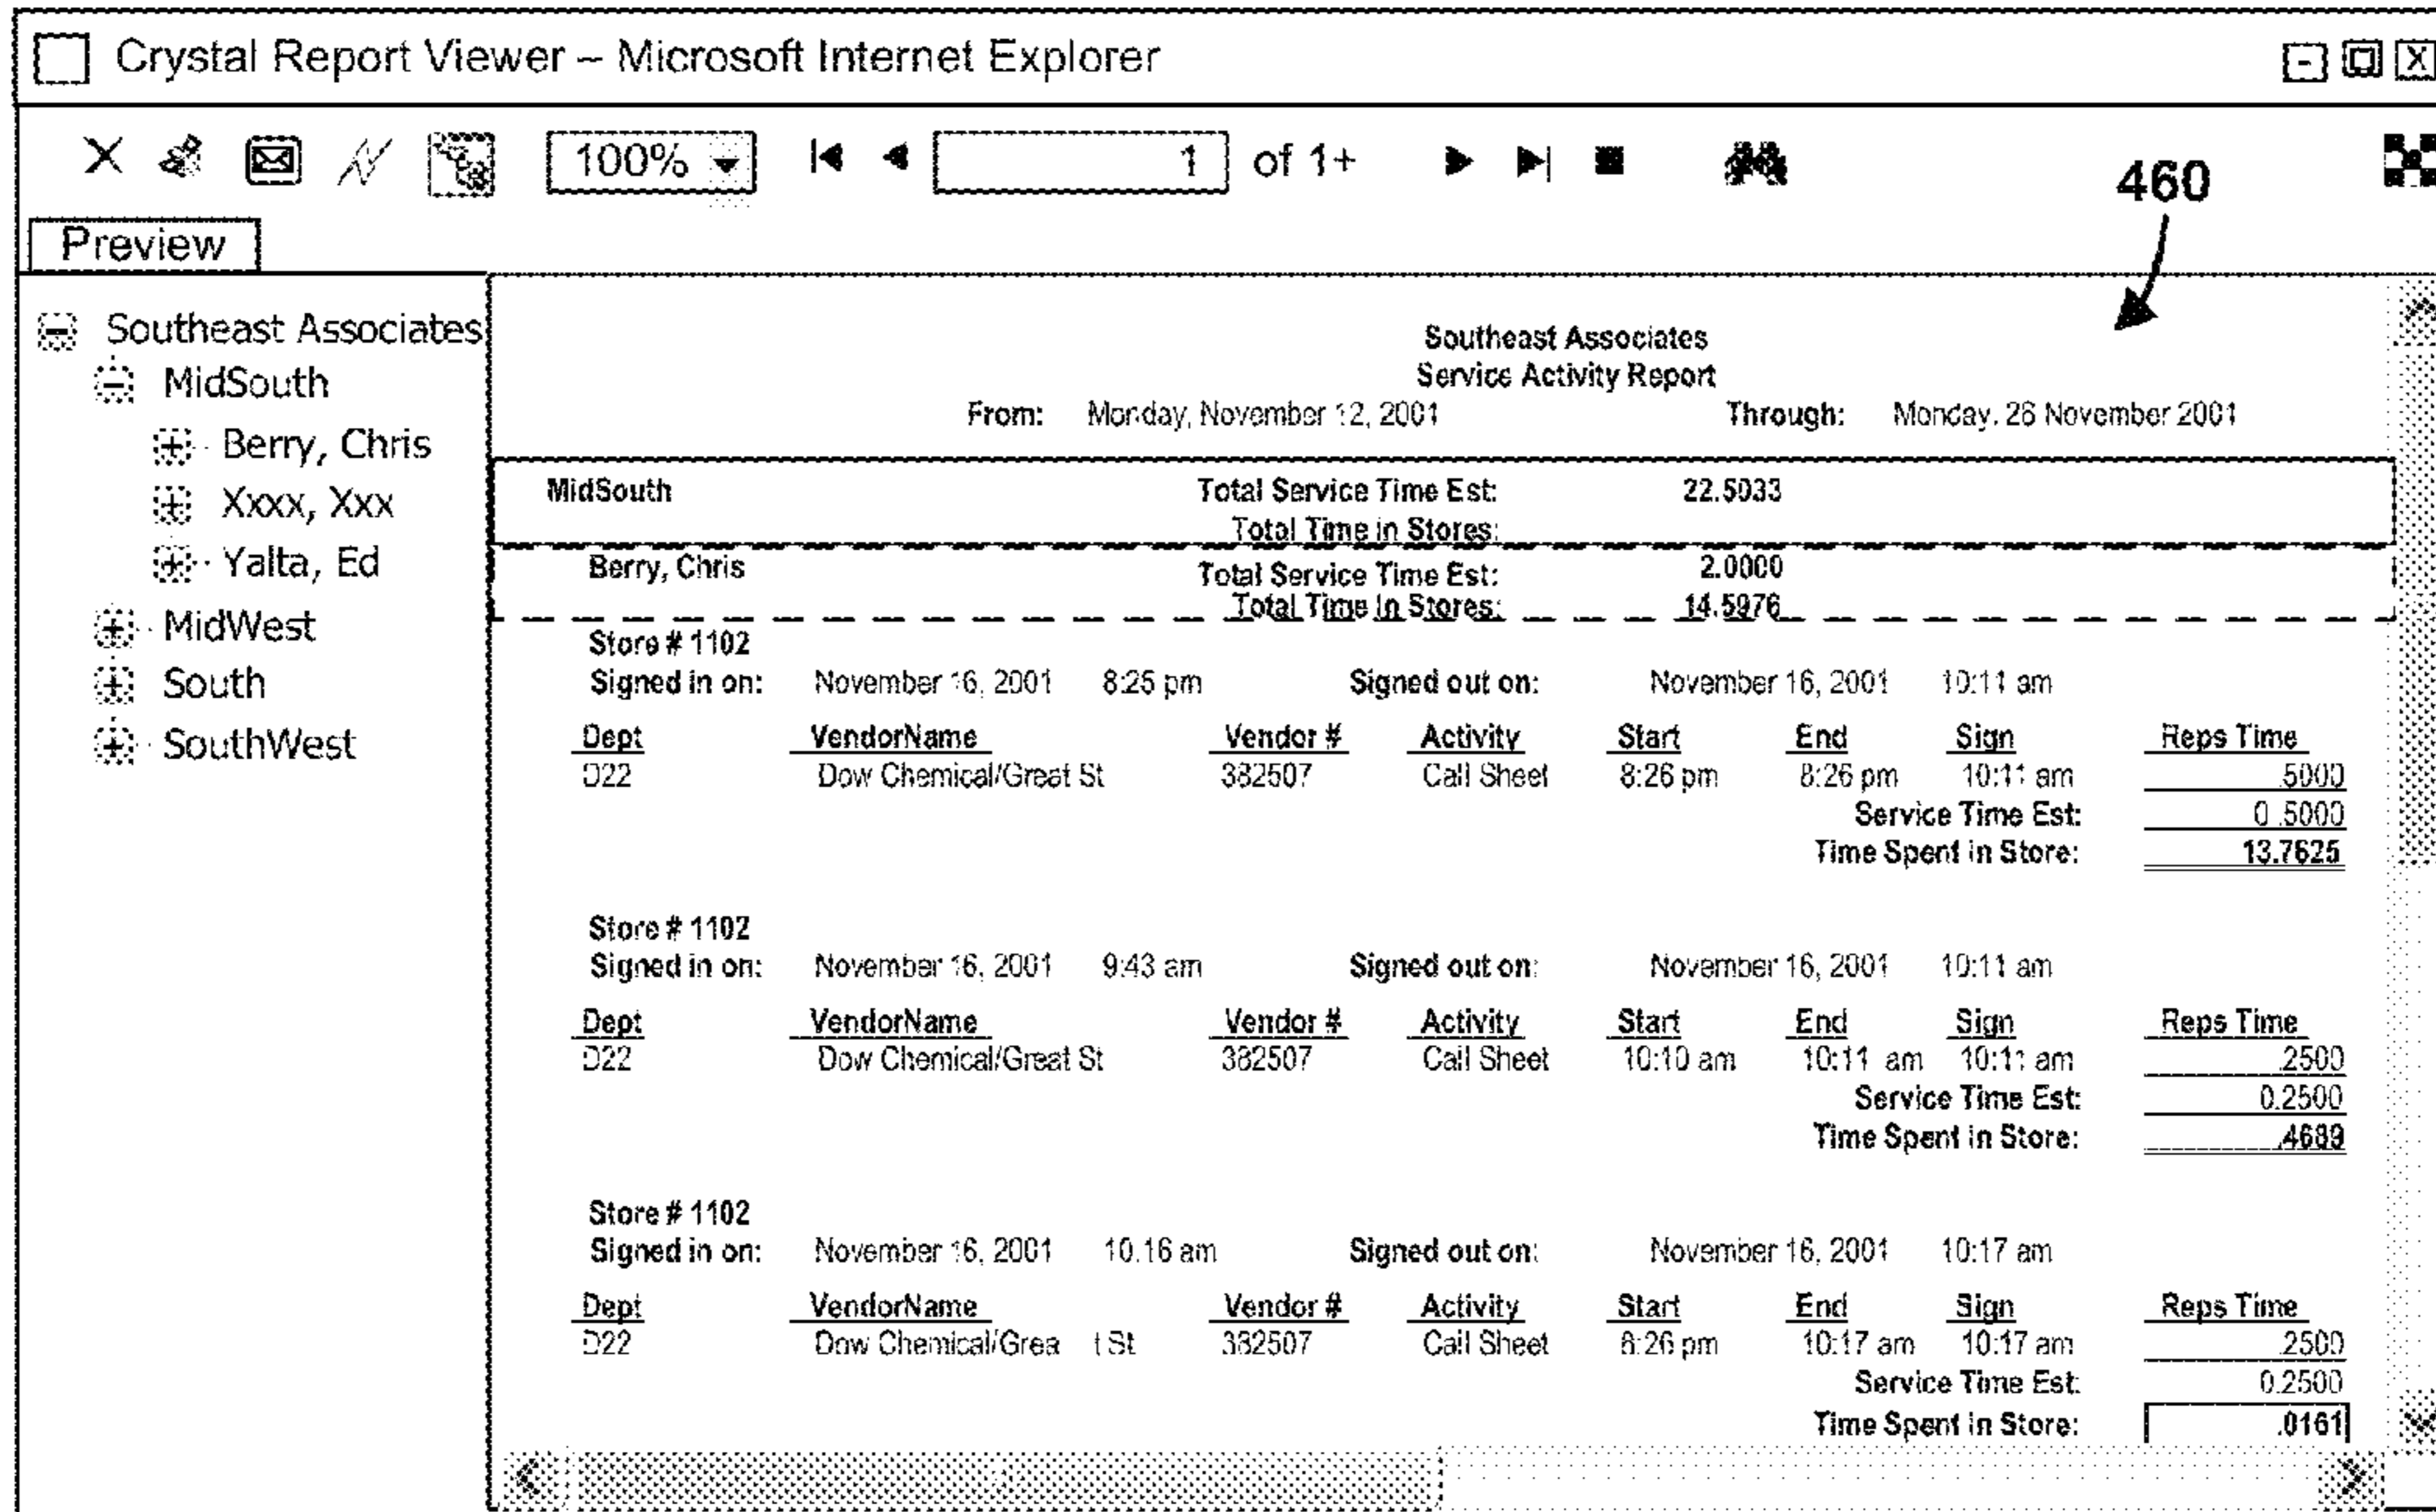 Crystal Report Viewer – Microsoft Internet Explorer
100% 1 of 1+
460
Preview
Southeast Associates
MidSouth
Berry, Chris
Xxxx, Xxx
Yalta, Ed
MidWest
South
SouthWest
Southeast Associates
Service Activity Report
From: Monday, November 12, 2001 Through: Monday. 26 November 2001
MidSouth Total Service Time Est: 22.5033
Total Time in Stores:
Berry, Chris Total Service Time Est: 2.0000
Total Time In Stores: 14.5976
Store # 1102
Signed in on: November 16, 2001 8:25 pm Signed out on: November 16, 2001 10:11 am
Dept VendorName Vendor # Activity Start End Sign Reps Time
D22 Dow Chemical/Great St 382507 Call Sheet 8:26 pm 8:26 pm 10:11 am .5000
Service Time Est: 0 .5000
Time Spent in Store: 13.7625
Store # 1102
Signed in on: November 16, 2001 9:43 am Signed out on: November 16, 2001 10:11 am
Dept VendorName Vendor # Activity Start End Sign Reps Time
D22 Dow Chemical/Great St 382507 Call Sheet 10:10 am 10:11 am 10:11 am .2500
Service Time Est: 0.2500
Time Spent in Store: .4689
Store # 1102
Signed in on: November 16, 2001 10.16 am Signed out on: November 16, 2001 10:17 am
Dept VendorName Vendor # Activity Start End Sign Reps Time
D22 Dow Chemical/Grea t St 382507 Call Sheet 8:26 pm 10:17 am 10:17 am .2500
Service Time Est: 0.2500
Time Spent in Store: .0161